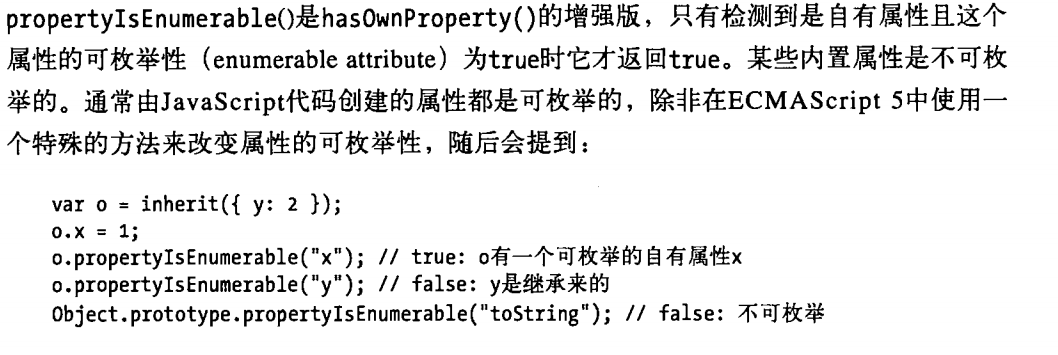 propertyIsEnumerable()是hasOwnProperty()的增强版，只有检测到是自有属性且这个
属性的可枚举性（enumerable attribute）为true时它才返回true。某些内置属性是不可枚
举的。通常由JavaScript代码创建的属性都是可枚举的，除非在ECMAScript 5中使用一
个特殊的方法来改变属性的可枚举性，随后会提到：
var o = inherit({ y: 2 });
o.x = 1;
o.propertyIsEnumerable("x"); // true: o有一个可枚举的自有属性x
o.propertyIsEnumerable("y"); // false: y是继承来的
Object.prototype.propertyIsEnumerable("toString"); // false: 不可枚举